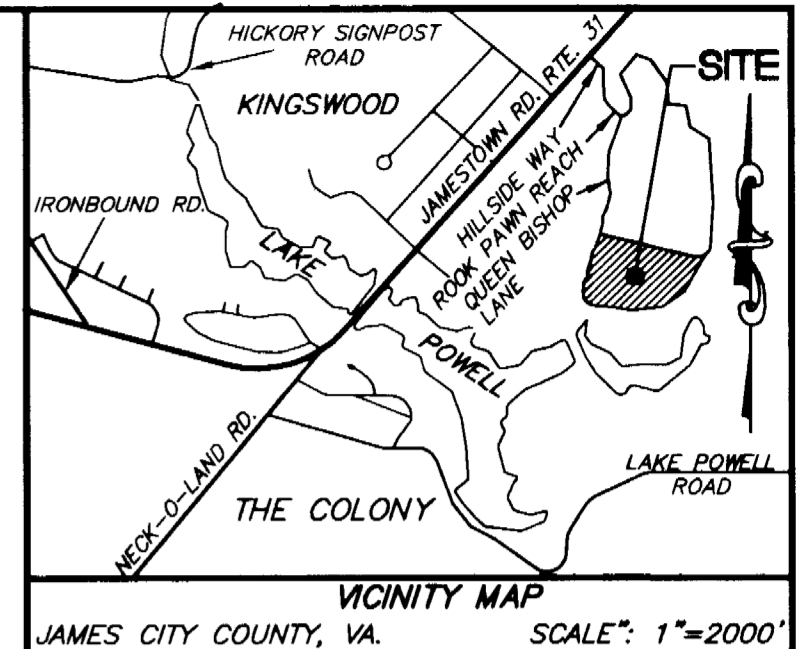 HICKORY SIGNPOST
ROAD
KINGSWOOD
SITE
JAMESTOWN RD. RTE. 31
HILLSIDE WAY
ROOK PAWN REACH
QUEEN BISHOP
LANE
IRONBOUND RD.
LAKE
POWELL
NECK-O-LAND RD.
THE COLONY
LAKE POWELL
ROAD
VICINITY MAP
JAMES CITY COUNTY, VA.
SCALE": 1"=2000'